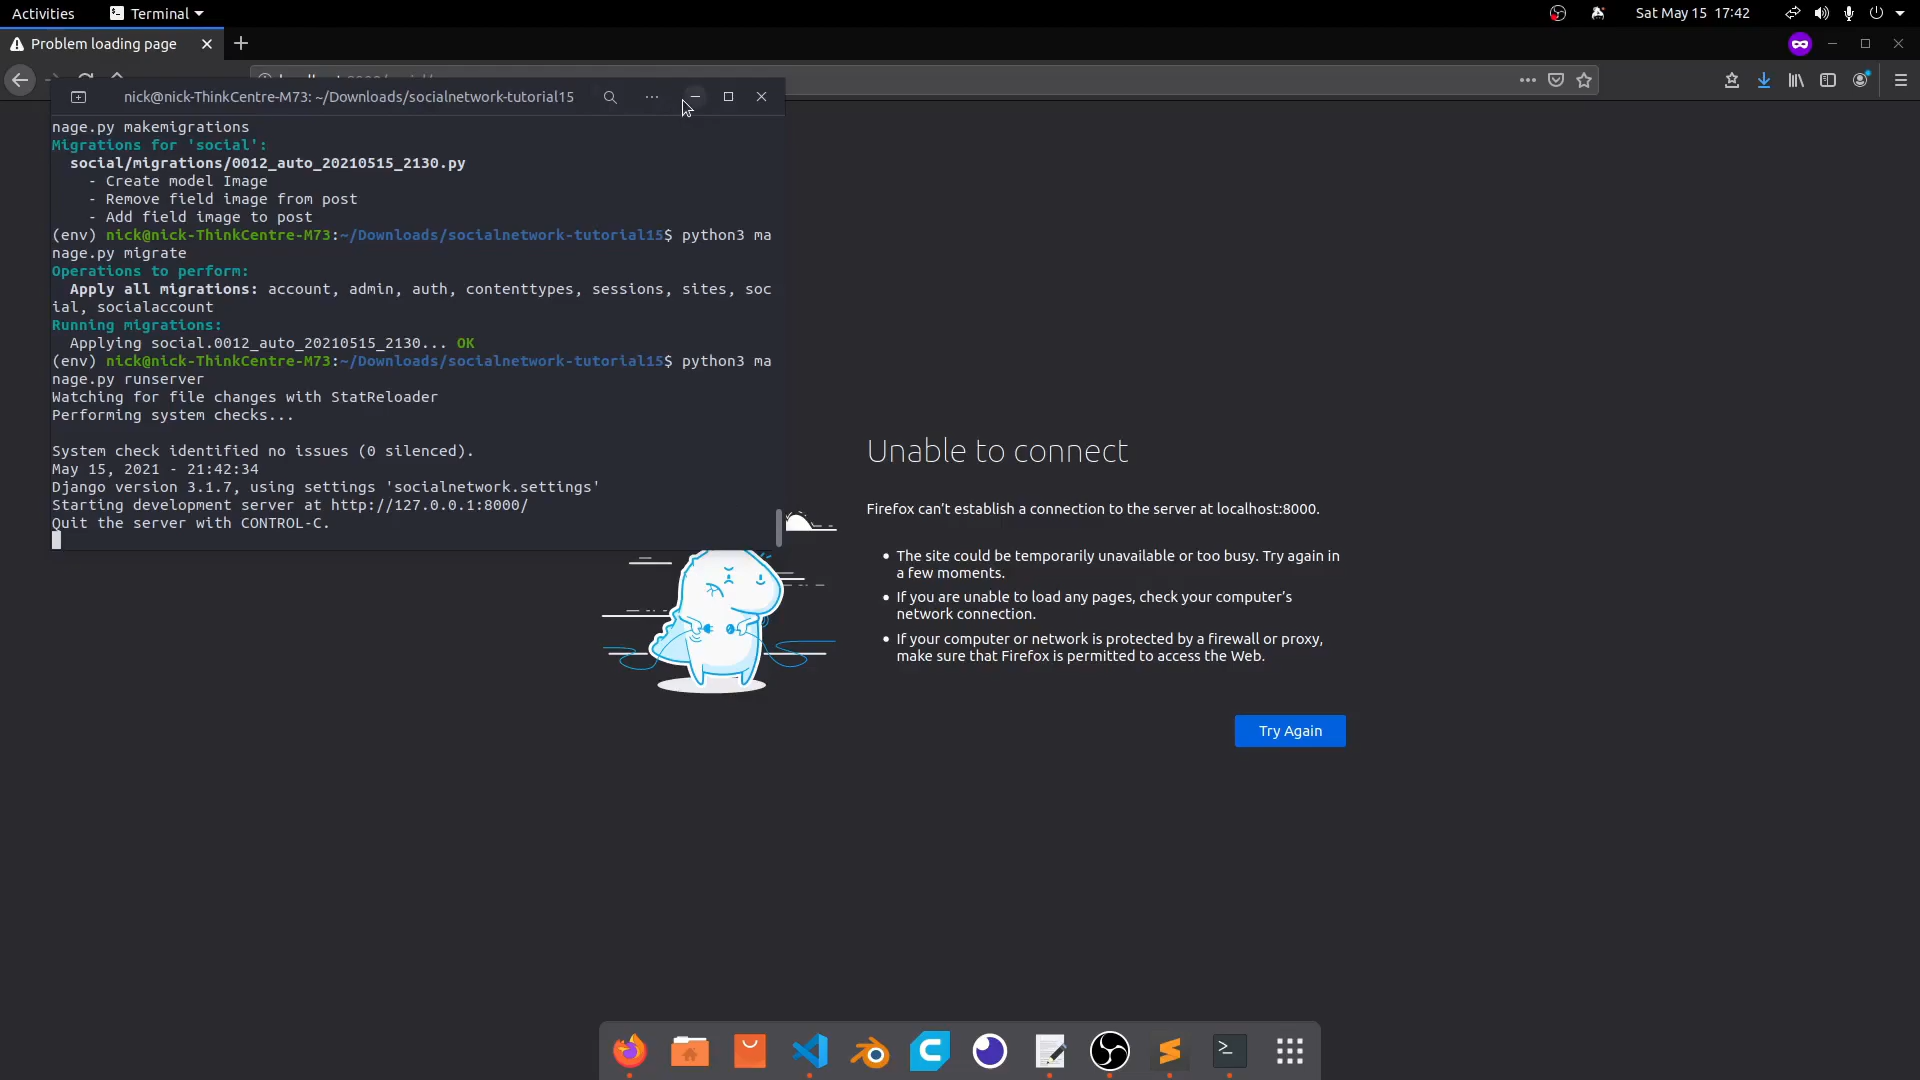 Activities
Terminal
Sat May 15 17:42
Problem loading page
nick@nick-ThinkCentre-M73: ~/Downloads/socialnetwork-tutorial15
nage.py makemigrations
Migrations for 'social':
social/migrations/0012_auto_20210515_2130.py
- Create model Image
- Remove field image from post
- Add field image to post
(env) nick@nick-ThinkCentre-M73:~/Downloads/socialnetwork-tutorial15$ python3 ma
nage.py migrate
Operations to perform:
Apply all migrations: account, admin, auth, contenttypes, sessions, sites, soc
ial, socialaccount
Running migrations:
Applying social.0012_auto_20210515_2130... OK
(env) nick@nick-ThinkCentre-M73:~/Downloads/socialnetwork-tutorial15$ python3 ma
nage.py runserver
Watching for file changes with StatReloader
Performing system checks...
System check identified no issues (0 silenced).
May 15, 2021 - 21:42:34
Django version 3.1.7, using settings 'socialnetwork.settings'
Starting development server at http://127.0.0.1:8000/
Quit the server with CONTROL-C.
Unable to connect
Firefox can't establish a connection to the server at localhost:8000.
The site could be temporarily unavailable or too busy. Try again in
a few moments.
If you are unable to load any pages, check your computer's
network connection.
If your computer or network is protected by a firewall or proxy,
make sure that Firefox is permitted to access the Web.
Try Again